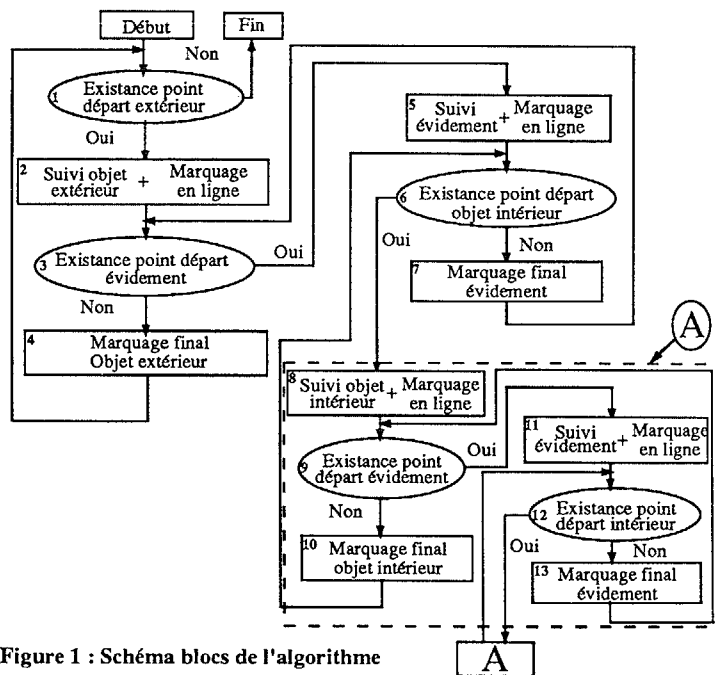 Début
Fin
Non
1 Existance point
départ extérieur
Oui
2 Suivi objet + Marquage
extérieur en ligne
3 Existance point départ
évidement
Oui
Non
4 Marquage final
Objet extérieur
5 Suivi + Marquage
évidement en ligne
6 Existance point départ
objet intérieur
Oui
Non
7 Marquage final
évidement
A
8 Suivi objet + Marquage
intérieur en ligne
9 Existance point
départ évidement
Oui
Non
10 Marquage final
objet intérieur
11 Suivi + Marquage
évidement en ligne
12 Existance point
départ intérieur
Oui
Non
13 Marquage final
évidement
A
Figure 1 : Schéma blocs de l'algorithme